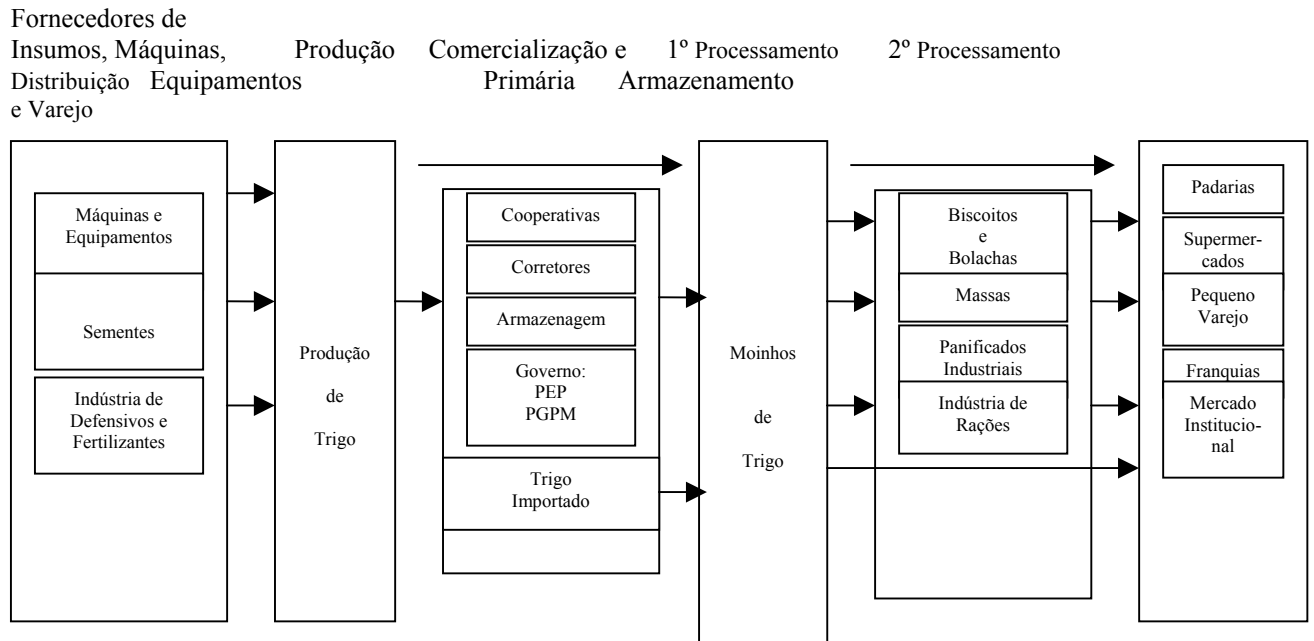 Fornecedores de
Insumos, Máquinas, Produção Comercialização e 1º Processamento 2º Processamento
Distribuição Equipamentos Primária Armazenamento
e Varejo
Máquinas e
Equipamentos
Sementes
Indústria de
Defensivos e
Fertilizantes
Produção
de
Trigo
Cooperativas
Corretores
Armazenagem
Governo:
PEP
PGPM
Trigo
Importado
Moinhos
de
Trigo
Biscoitos
e
Bolachas
Massas
Panificados
Industriais
Indústria de
Rações
Padarias
Supermer-
cados
Pequeno
Varejo
Franquias
Mercado
Institucio-
nal